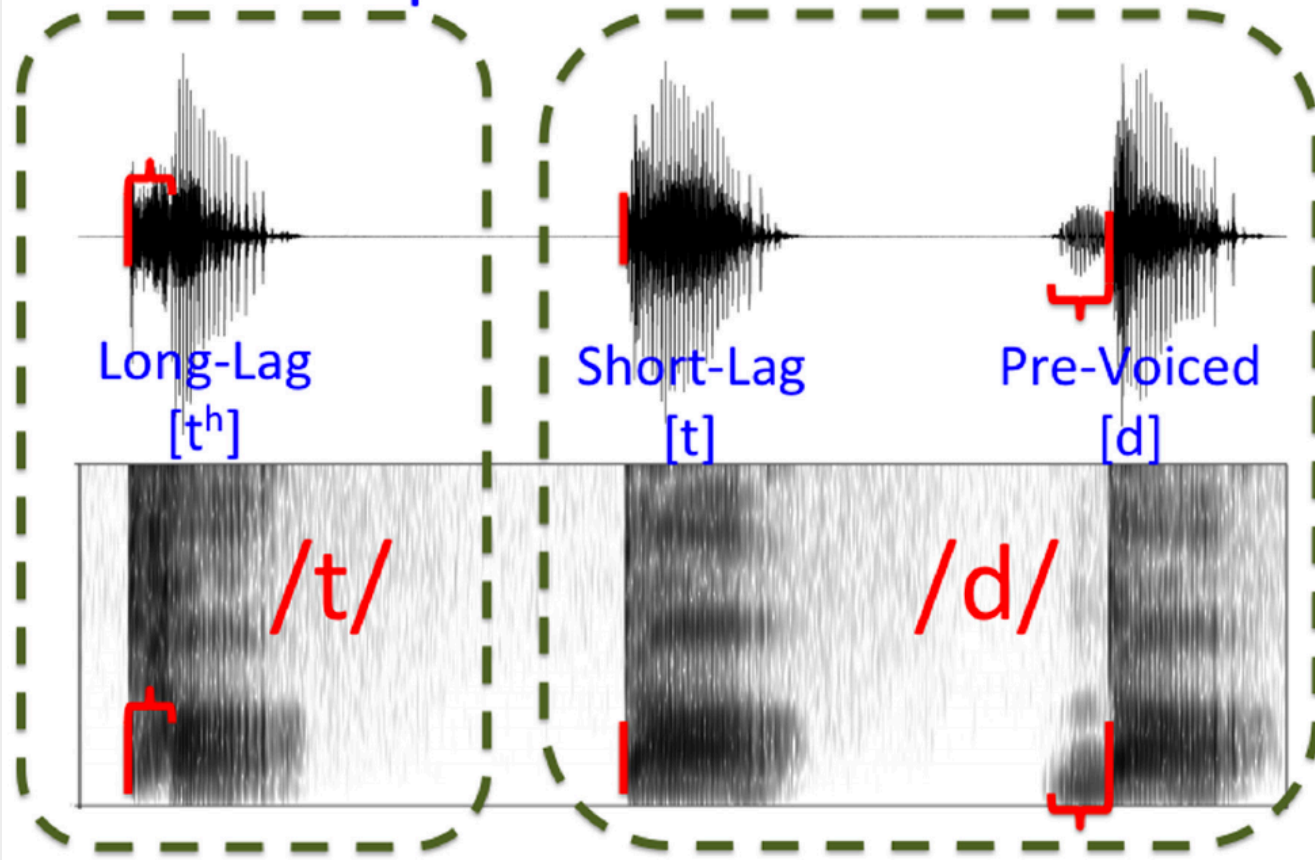 Long-Lag
[tʰ]
Short-Lag
[t]
Pre-Voiced
[d]
/t/
/d/